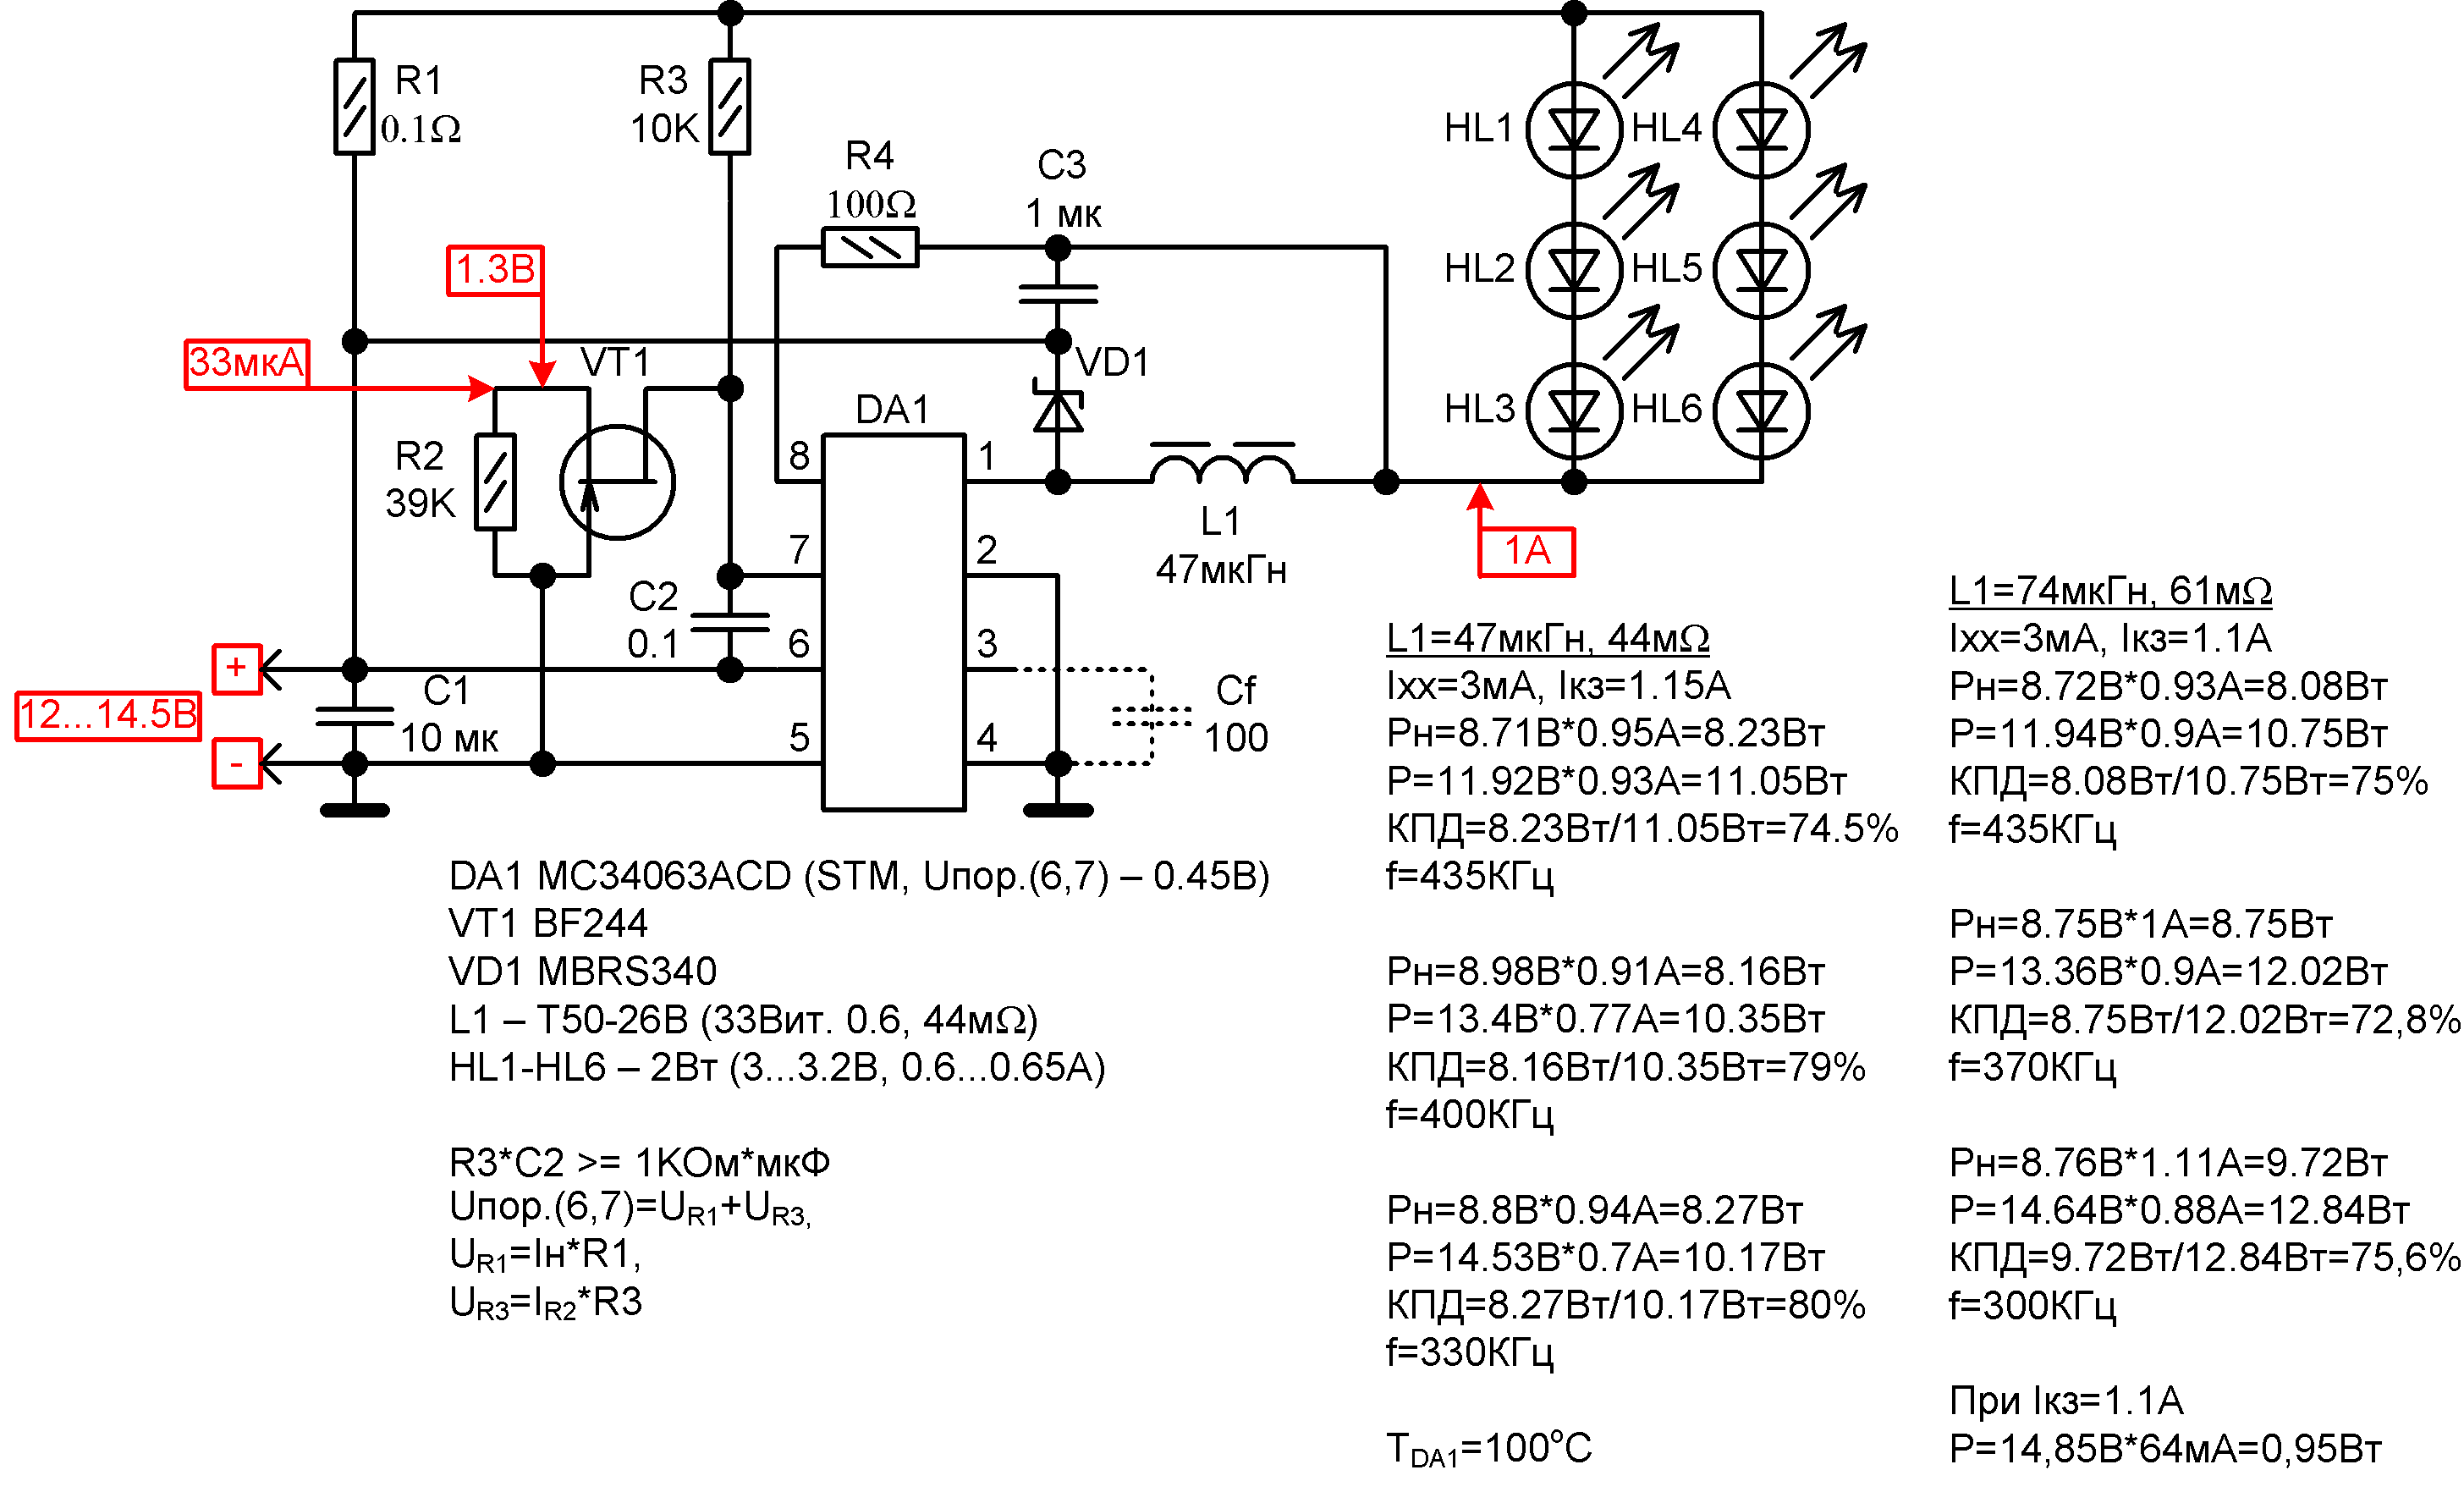 R1
0.1Ω
R3
10K
R4
100Ω
C3
1 мк
HL1
HL4
1.3В
33мкА
VT1
VD1
HL2
HL5
DA1
HL3
HL6
R2
39K
8
1
L1
47мкГн
1А
7
2
C2
0.1
6
3
+
12...14.5В
-
C1
10 мк
5
4
Cf
100
DA1 MC34063ACD (STM, Uпор.(6,7) – 0.45В)
VT1 BF244
VD1 MBRS340
L1 – T50-26B (33Вит. 0.6, 44мΩ)
HL1-HL6 – 2Вт (3...3.2В, 0.6...0.65А)
R3*C2 >= 1KОм*мкФ
Uпор.(6,7)=UR1+UR3,
UR1=Iн*R1,
UR3=IR2*R3
L1=47мкГн, 44мΩ
Iхх=3мА, Iкз=1.15А
Рн=8.71В*0.95А=8.23Вт
Р=11.92В*0.93А=11.05Вт
КПД=8.23Вт/11.05Вт=74.5%
f=435КГц
Рн=8.98В*0.91А=8.16Вт
Р=13.4В*0.77А=10.35Вт
КПД=8.16Вт/10.35Вт=79%
f=400КГц
Рн=8.8В*0.94А=8.27Вт
Р=14.53В*0.7А=10.17Вт
КПД=8.27Вт/10.17Вт=80%
f=330КГц
TDA1=100°C
L1=74мкГн, 61мΩ
Iхх=3мА, Iкз=1.1А
Рн=8.72В*0.93А=8.08Вт
Р=11.94В*0.9А=10.75Вт
КПД=8.08Вт/10.75Вт=75%
f=435КГц
Рн=8.75В*1А=8.75Вт
Р=13.36В*0.9А=12.02Вт
КПД=8.75Вт/12.02Вт=72,8%
f=370КГц
Рн=8.76В*1.11А=9.72Вт
Р=14.64В*0.88А=12.84Вт
КПД=9.72Вт/12.84Вт=75,6%
f=300КГц
При Iкз=1.1А
Р=14,85В*64мА=0,95Вт